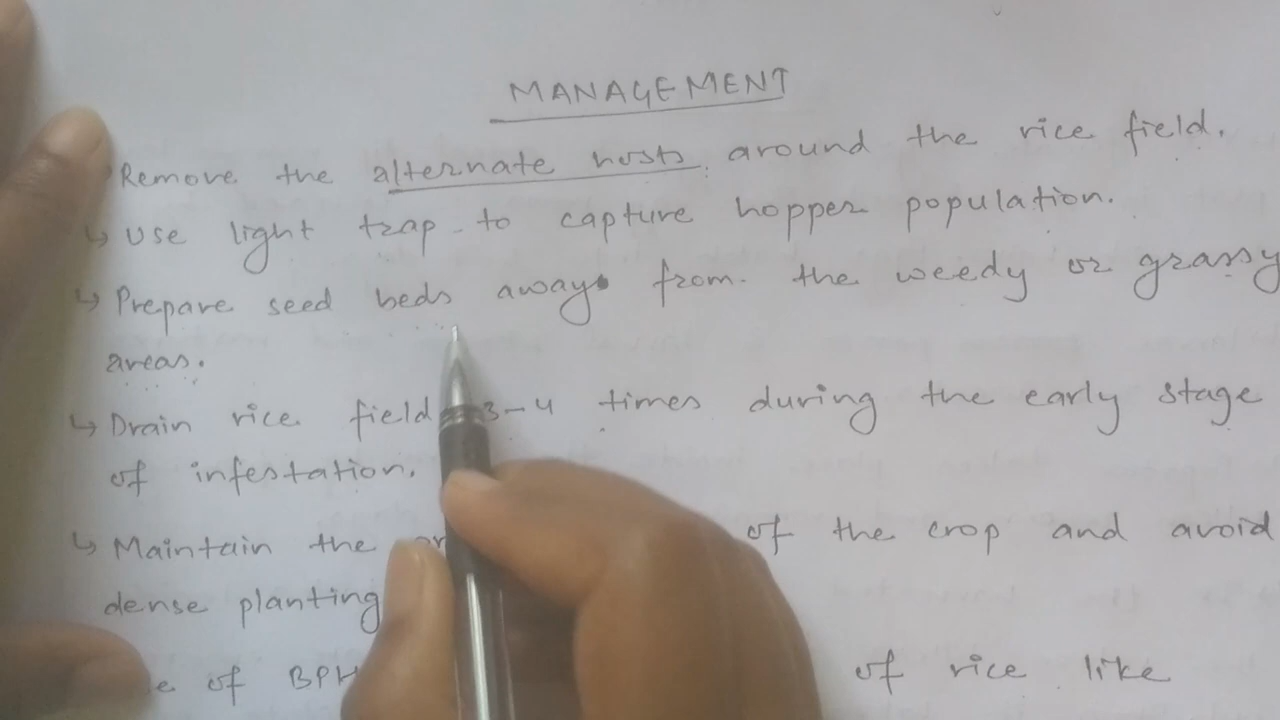 MANAGEMENT
Remove the alternate hosts around the rice field.
↳ Use light trap to capture hopper population.
↳ Prepare seed beds away from the weedy or grassy
areas.
↳ Drain rice field 3-4 times during the early stage
of infestation.
↳ Maintain the of the crop and avoid
dense planting
of BPH of rice like